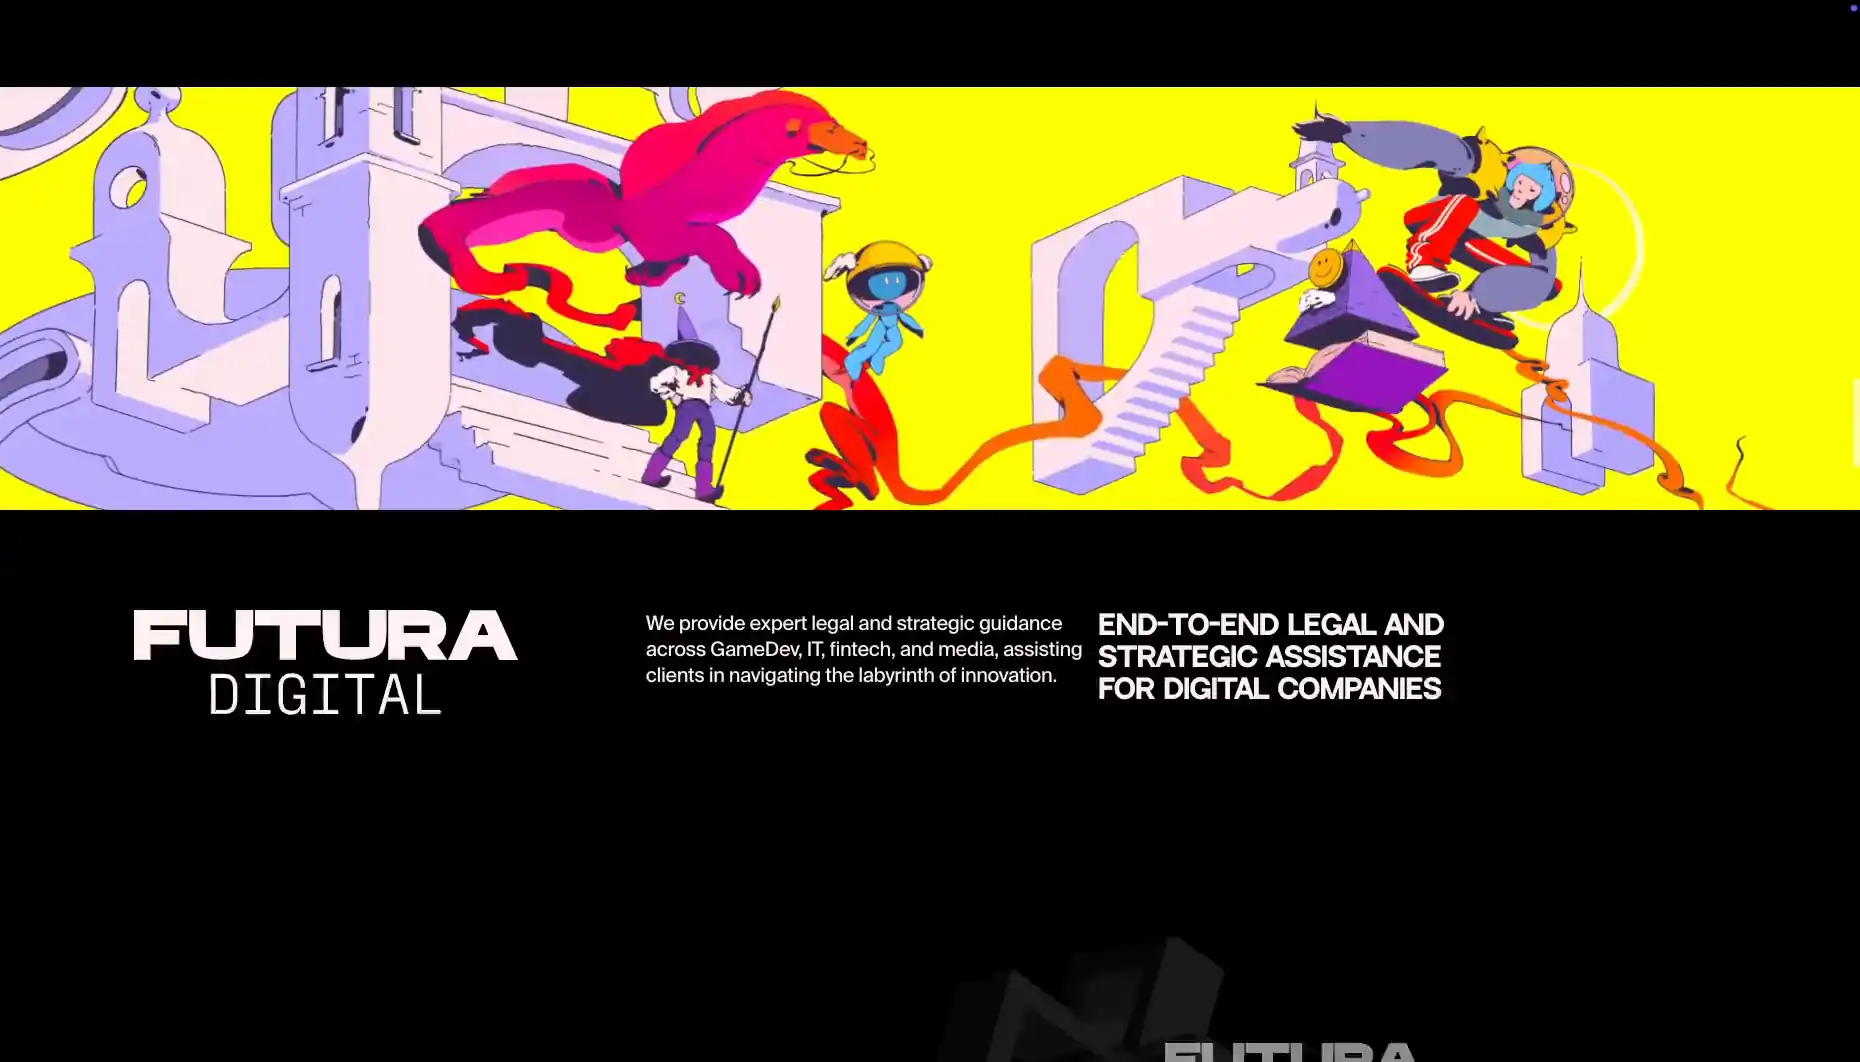 FUTURA
DIGITAL
We provide expert legal and strategic guidance
across GameDev, IT, fintech, and media, assisting
clients in navigating the labyrinth of innovation.
END-TO-END LEGAL AND
STRATEGIC ASSISTANCE
FOR DIGITAL COMPANIES
FUTURA